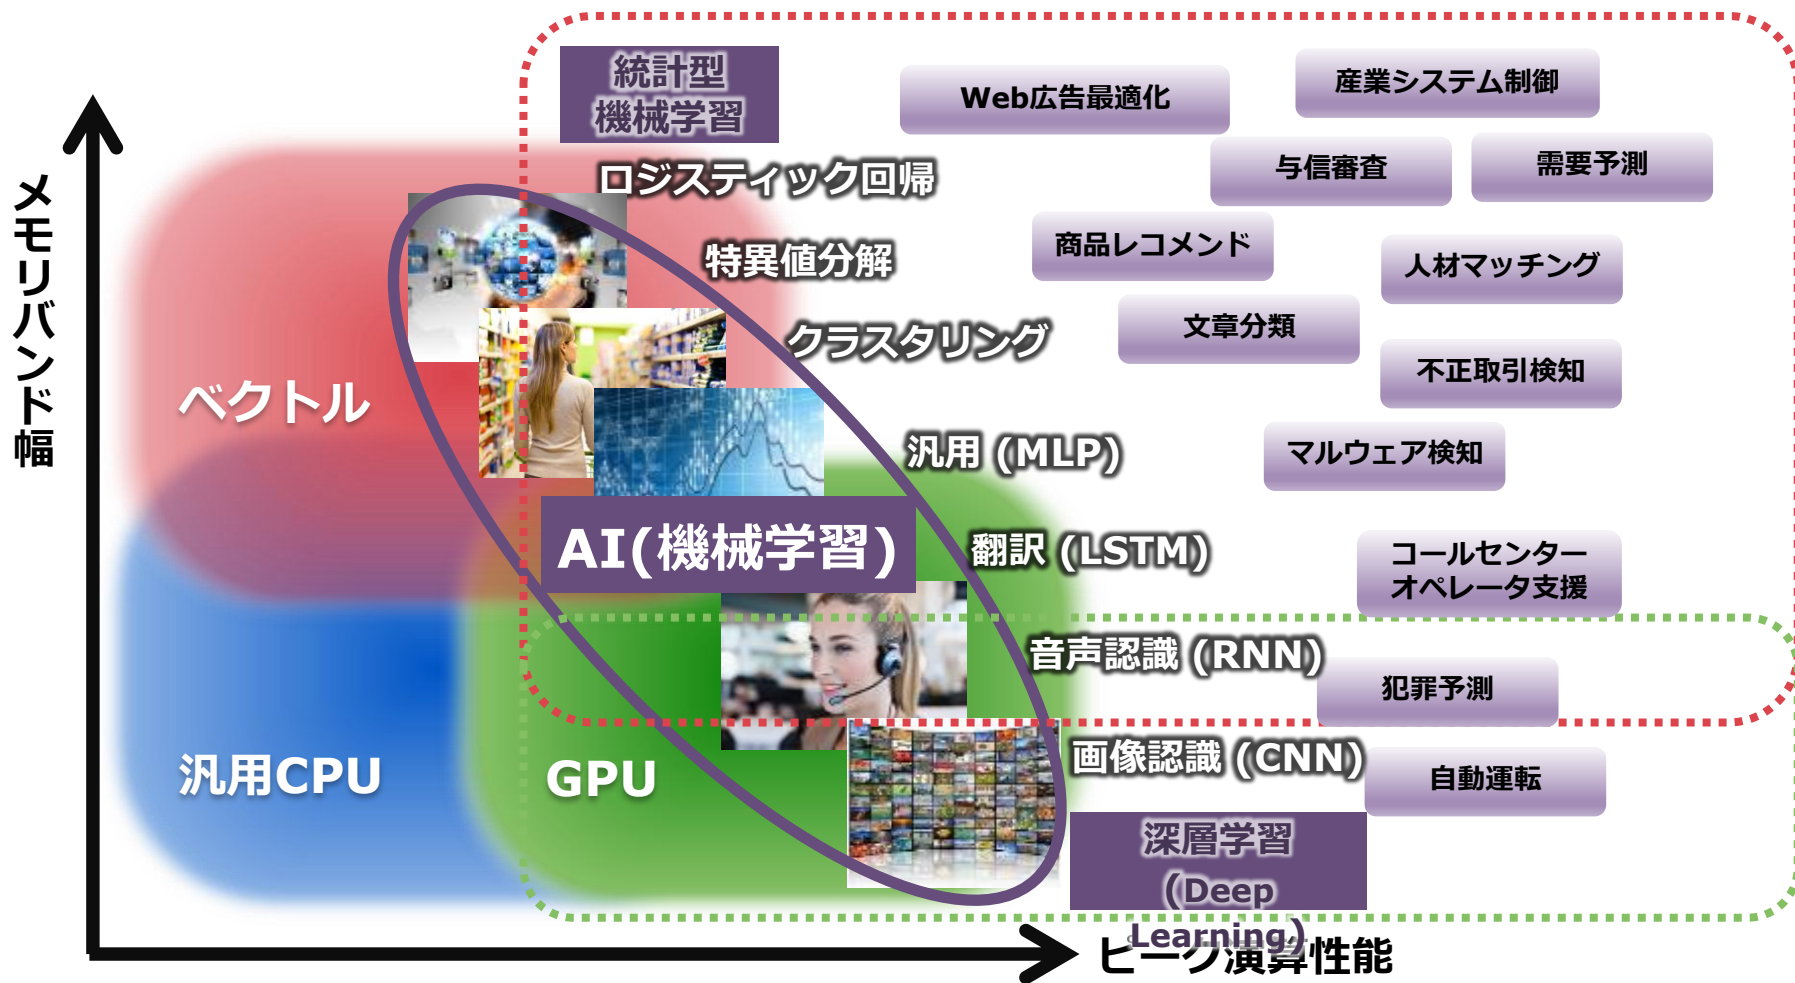 統計型
機械学習
Web広告最適化
産業システム制御
与信審査
需要予測
ロジスティック回帰
商品レコメンド
人材マッチング
特異値分解
文章分類
クラスタリング
不正取引検知
メモリバンド幅
ベクトル
汎用 (MLP)
マルウェア検知
AI(機械学習)
翻訳 (LSTM)
コールセンター
オペレータ支援
音声認識 (RNN)
犯罪予測
汎用CPU
GPU
画像認識 (CNN)
自動運転
深層学習
(Deep
Learning)
ピーク演算性能